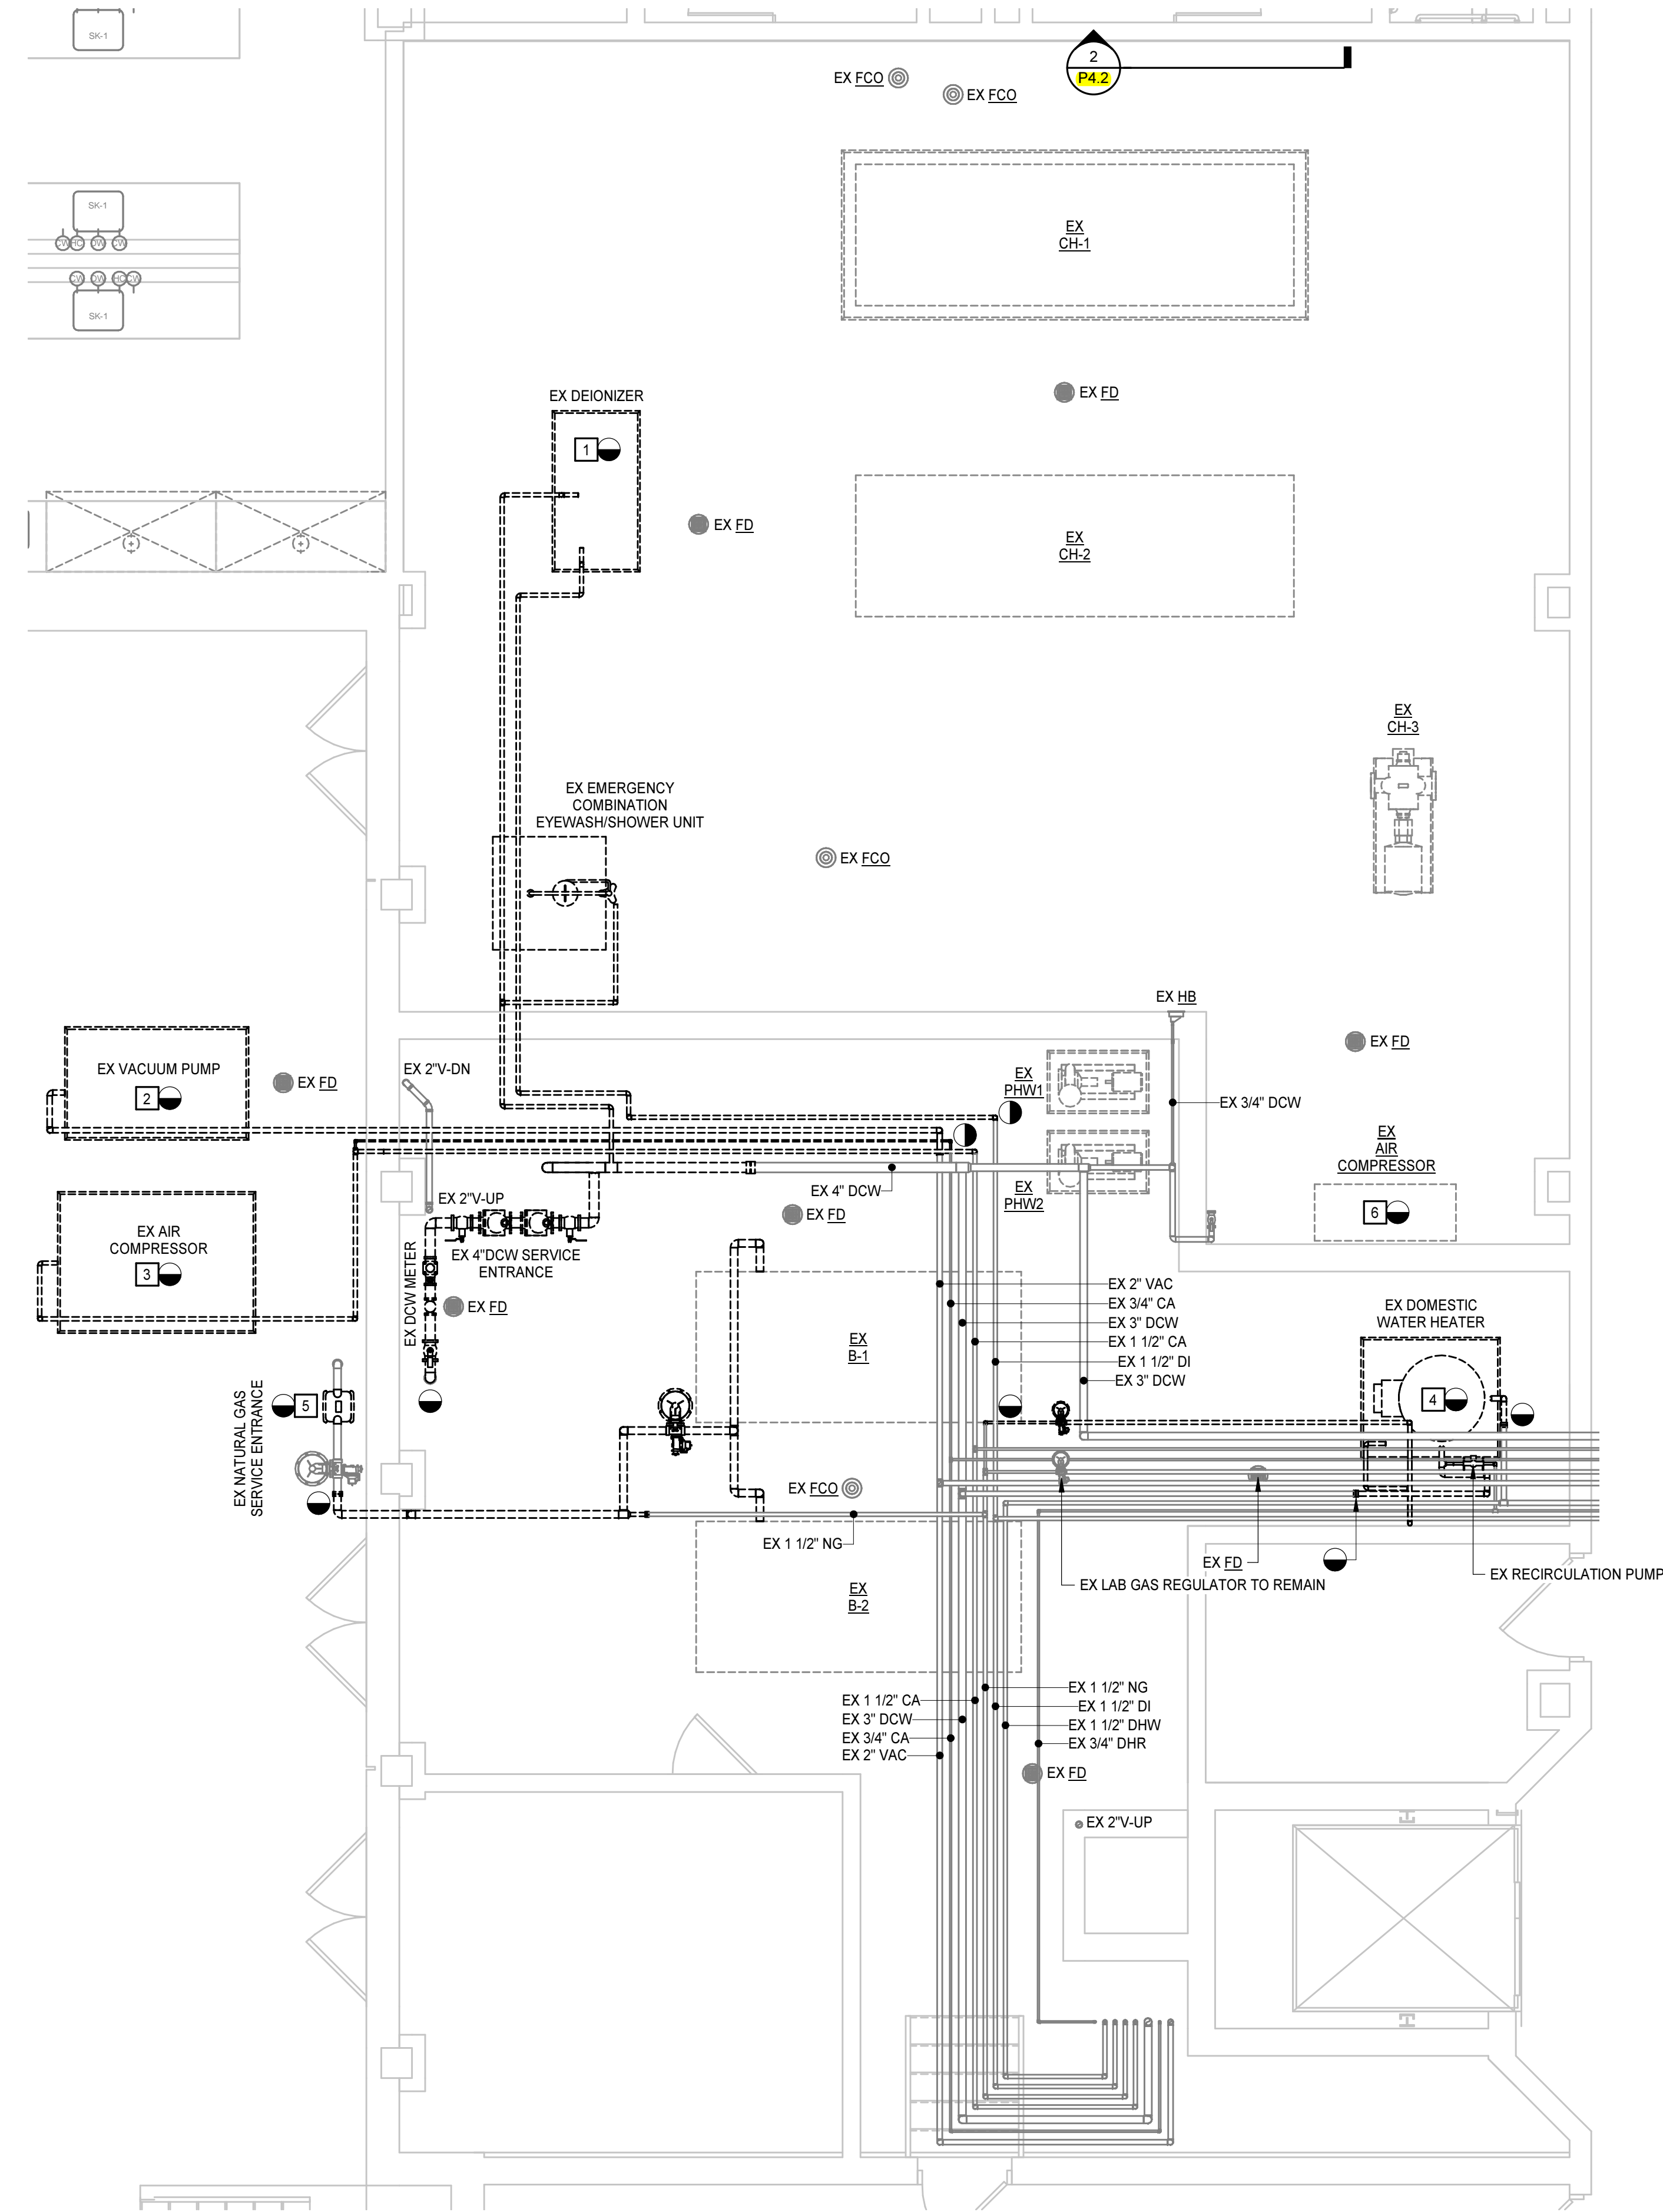 SK-1
2
P4.2
EX FCO
EX FCO
SK-1
CW HC DW CW
CW DW HC CW
SK-1
EX
CH-1
EX DEIONIZER
1
EX FD
EX FD
EX
CH-2
EX
CH-3
EX EMERGENCY
COMBINATION
EYEWASH/SHOWER UNIT
EX FCO
EX HB
EX FD
EX VACUUM PUMP
2
EX FD
EX 2"V-DN
EX
PHW1
EX 3/4" DCW
EX
PHW2
EX
AIR
COMPRESSOR
6
EX 4" DCW
EX FD
EX 2"V-UP
EX 4"DCW SERVICE
ENTRANCE
EX AIR
COMPRESSOR
3
EX DCW METER
EX FD
EX 2" VAC
EX 3/4" CA
EX 3" DCW
EX 1 1/2" CA
EX 1 1/2" DI
EX 3" DCW
EX DOMESTIC
WATER HEATER
4
EX
B-1
EX NATURAL GAS
SERVICE ENTRANCE
5
EX FCO
EX 1 1/2" NG
EX FD
EX LAB GAS REGULATOR TO REMAIN
EX RECIRCULATION PUMP
EX
B-2
EX 1 1/2" CA
EX 3" DCW
EX 3/4" CA
EX 2" VAC
EX 1 1/2" NG
EX 1 1/2" DI
EX 1 1/2" DHW
EX 3/4" DHR
EX FD
EX 2"V-UP